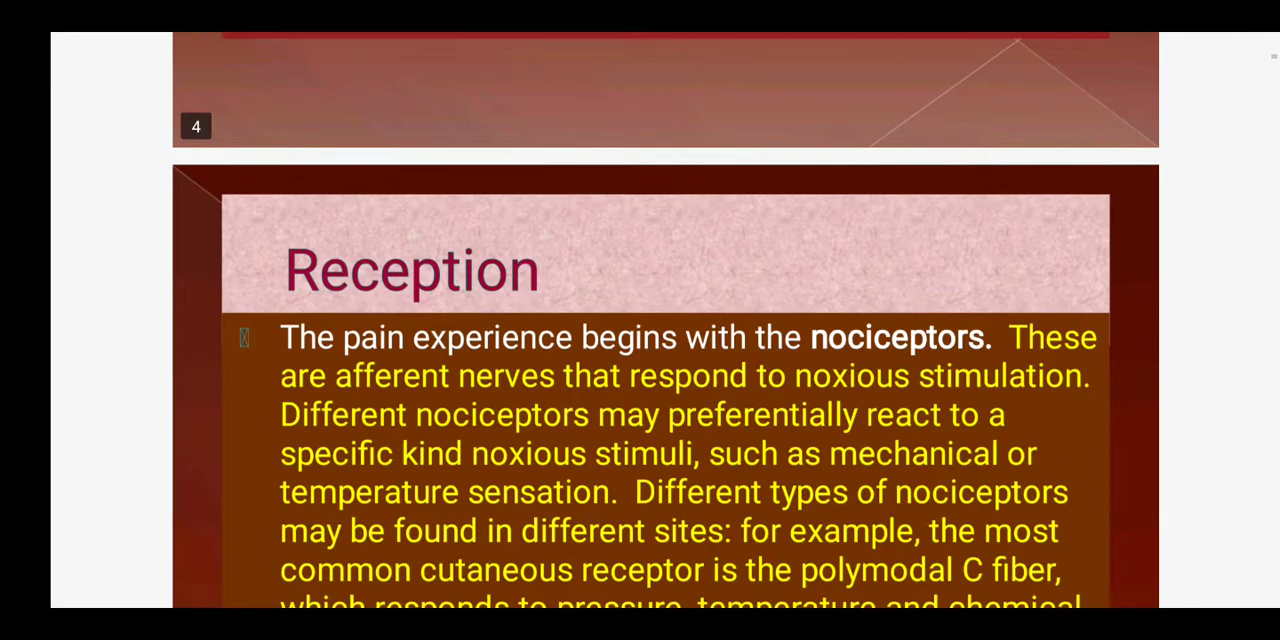 4
Reception
The pain experience begins with the nociceptors. These
are afferent nerves that respond to noxious stimulation.
Different nociceptors may preferentially react to a
specific kind noxious stimuli, such as mechanical or
temperature sensation. Different types of nociceptors
may be found in different sites: for example, the most
common cutaneous receptor is the polymodal C fiber,
which responds to pressure, temperature and chemical